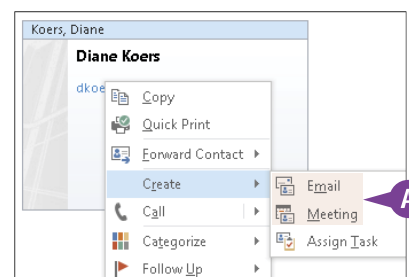 Koers, Diane
Diane Koers
dkoe
Copy
Quick Print
Forward Contact
Create
Email
Call
Meeting
Categorize
Assign Task
Follow Up
A